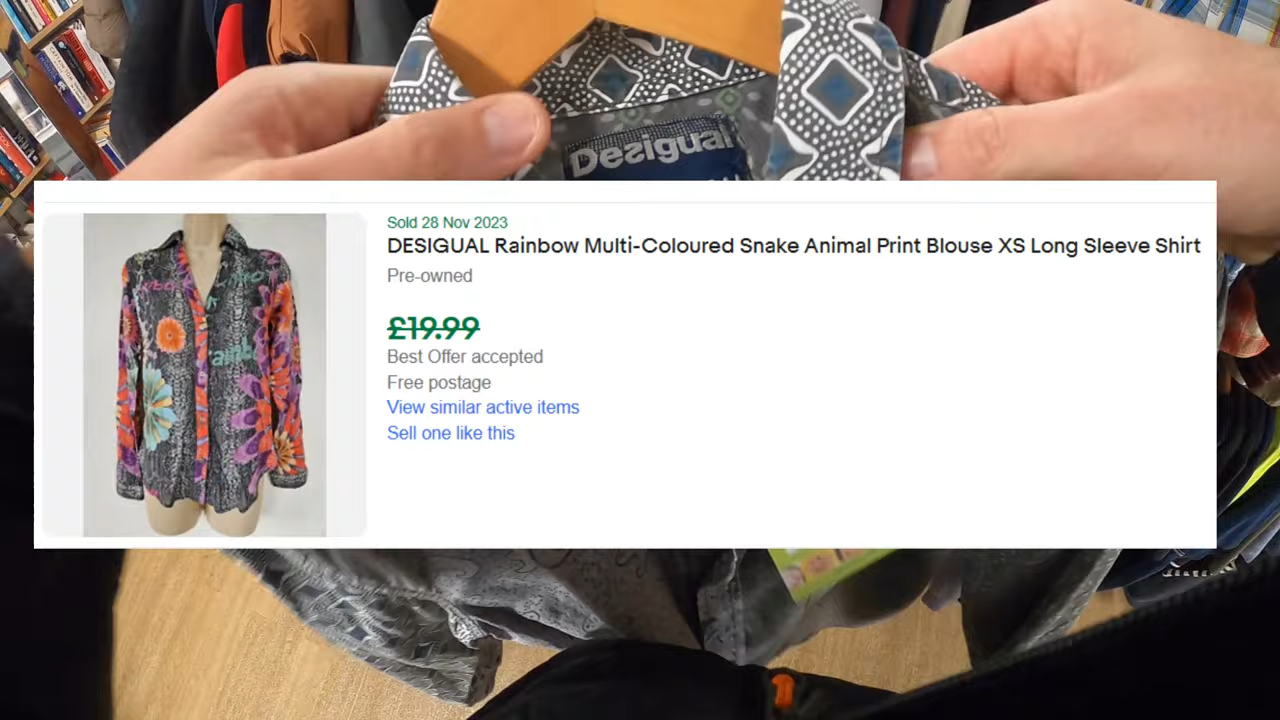 Desigual
Sold 28 Nov 2023
DESIGUAL Rainbow Multi-Coloured Snake Animal Print Blouse XS Long Sleeve Shirt
Pre-owned
£19.99
Best Offer accepted
Free postage
View similar active items
Sell one like this